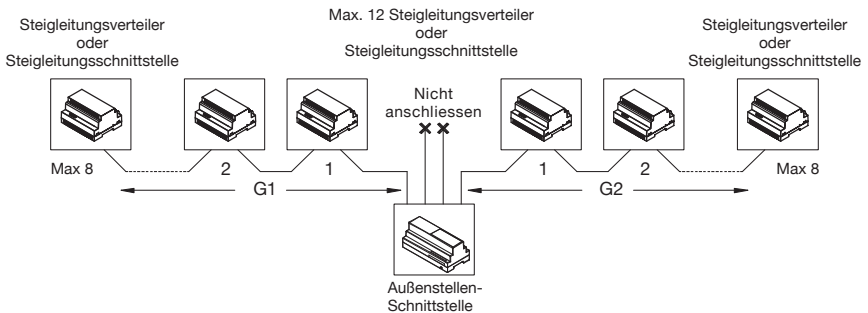 Steigleitungsverteiler
oder
Steigleitungsschnittstelle
Max. 12 Steigleitungsverteiler
oder
Steigleitungsschnittstelle
Steigleitungsverteiler
oder
Steigleitungsschnittstelle
Nicht
anschliessen
Max 8
2
1
1
2
Max 8
G1
G2
Außenstellen-
Schnittstelle